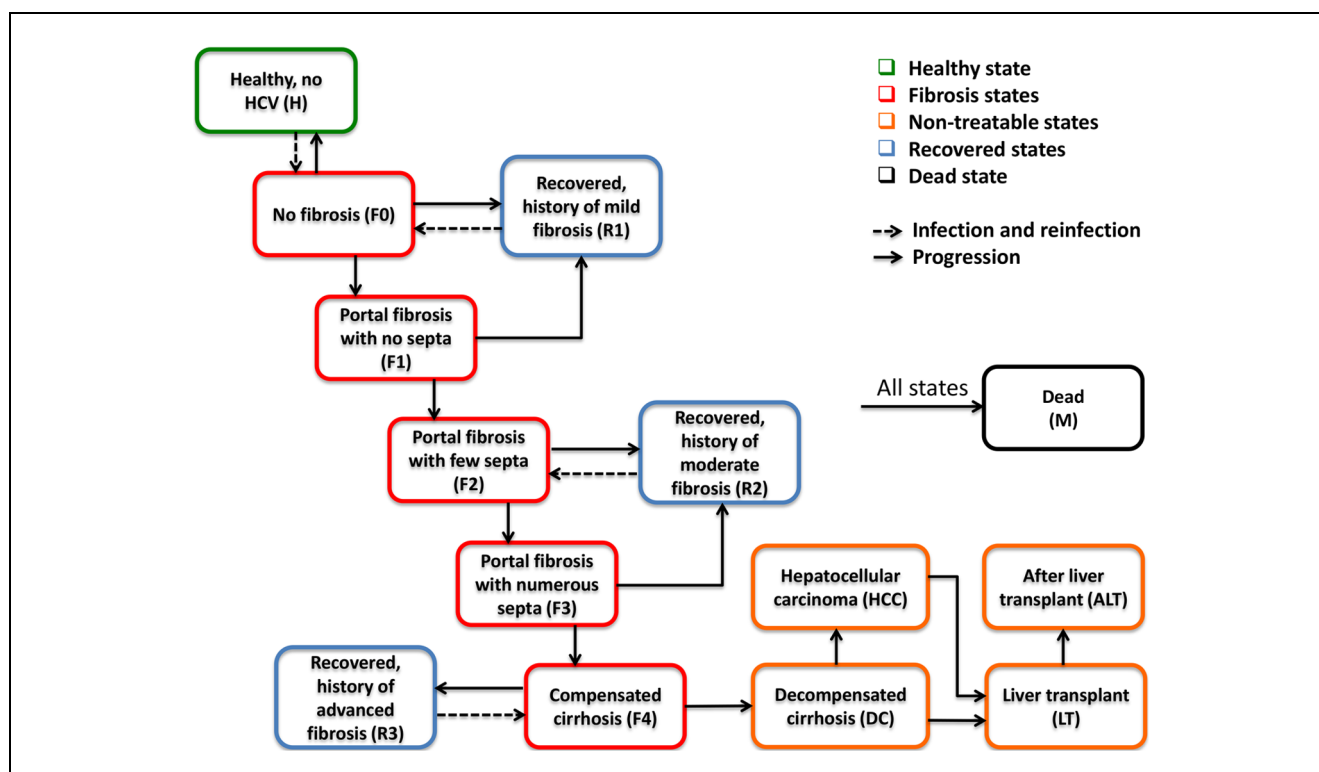 Healthy, no
HCV (H)
Healthy state
Fibrosis states
Non-treatable states
Recovered states
Dead state
Infection and reinfection
Progression
No fibrosis (F0)
Recovered,
history of mild
fibrosis (R1)
Portal fibrosis
with no septa
(F1)
All states
Dead
(M)
Portal fibrosis
with few septa
(F2)
Recovered,
history of
moderate
fibrosis (R2)
Portal fibrosis
with numerous
septa (F3)
Hepatocellular
carcinoma (HCC)
After liver
transplant (ALT)
Recovered,
history of
advanced
fibrosis (R3)
Compensated
cirrhosis (F4)
Decompensated
cirrhosis (DC)
Liver transplant
(LT)